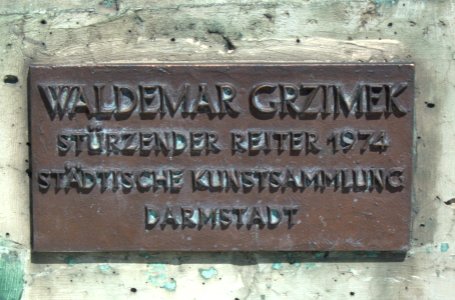 WALDEMAR GRZIMEK
STÜRZENDER REITER 1974
STÄDTISCHE KUNSTSAMMLUNG
DARMSTADT